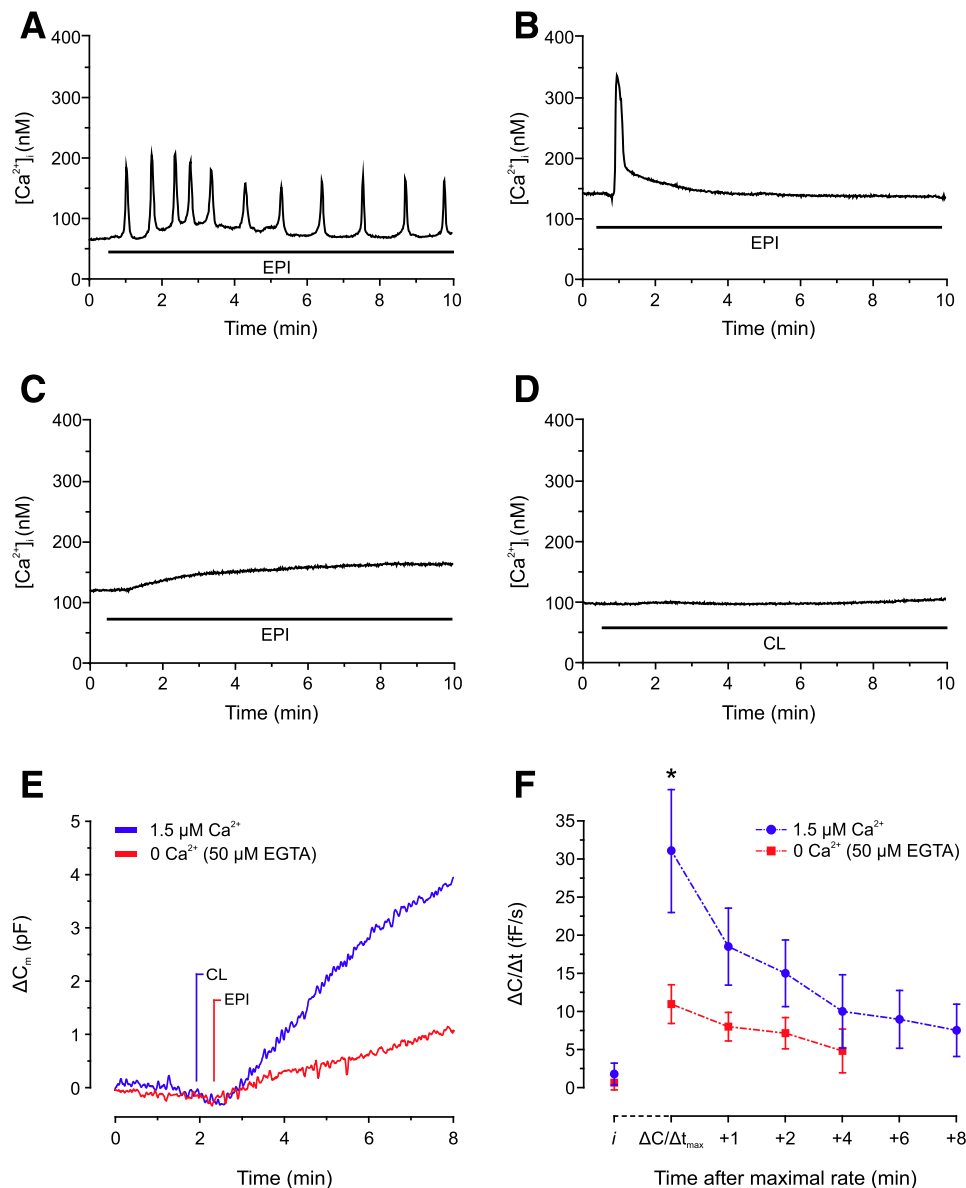 A
400
300
200
100
0
[Ca²⁺]ᵢ (nM)
EPI
0 2 4 6 8 10
Time (min)
B
400
300
200
100
0
[Ca²⁺]ᵢ (nM)
EPI
0 2 4 6 8 10
Time (min)
C
400
300
200
100
0
[Ca²⁺]ᵢ (nM)
EPI
0 2 4 6 8 10
Time (min)
D
400
300
200
100
0
[Ca²⁺]ᵢ (nM)
CL
0 2 4 6 8 10
Time (min)
E
5
4
3
2
1
0
ΔCₘ (pF)
1.5 µM Ca²⁺
0 Ca²⁺ (50 µM EGTA)
CL
EPI
0 2 4 6 8
Time (min)
F
*
35
30
25
20
15
10
5
0
ΔC/Δt (fF/s)
1.5 µM Ca²⁺
0 Ca²⁺ (50 µM EGTA)
i ΔC/Δtₘₐₓ +1 +2 +4 +6 +8
Time after maximal rate (min)